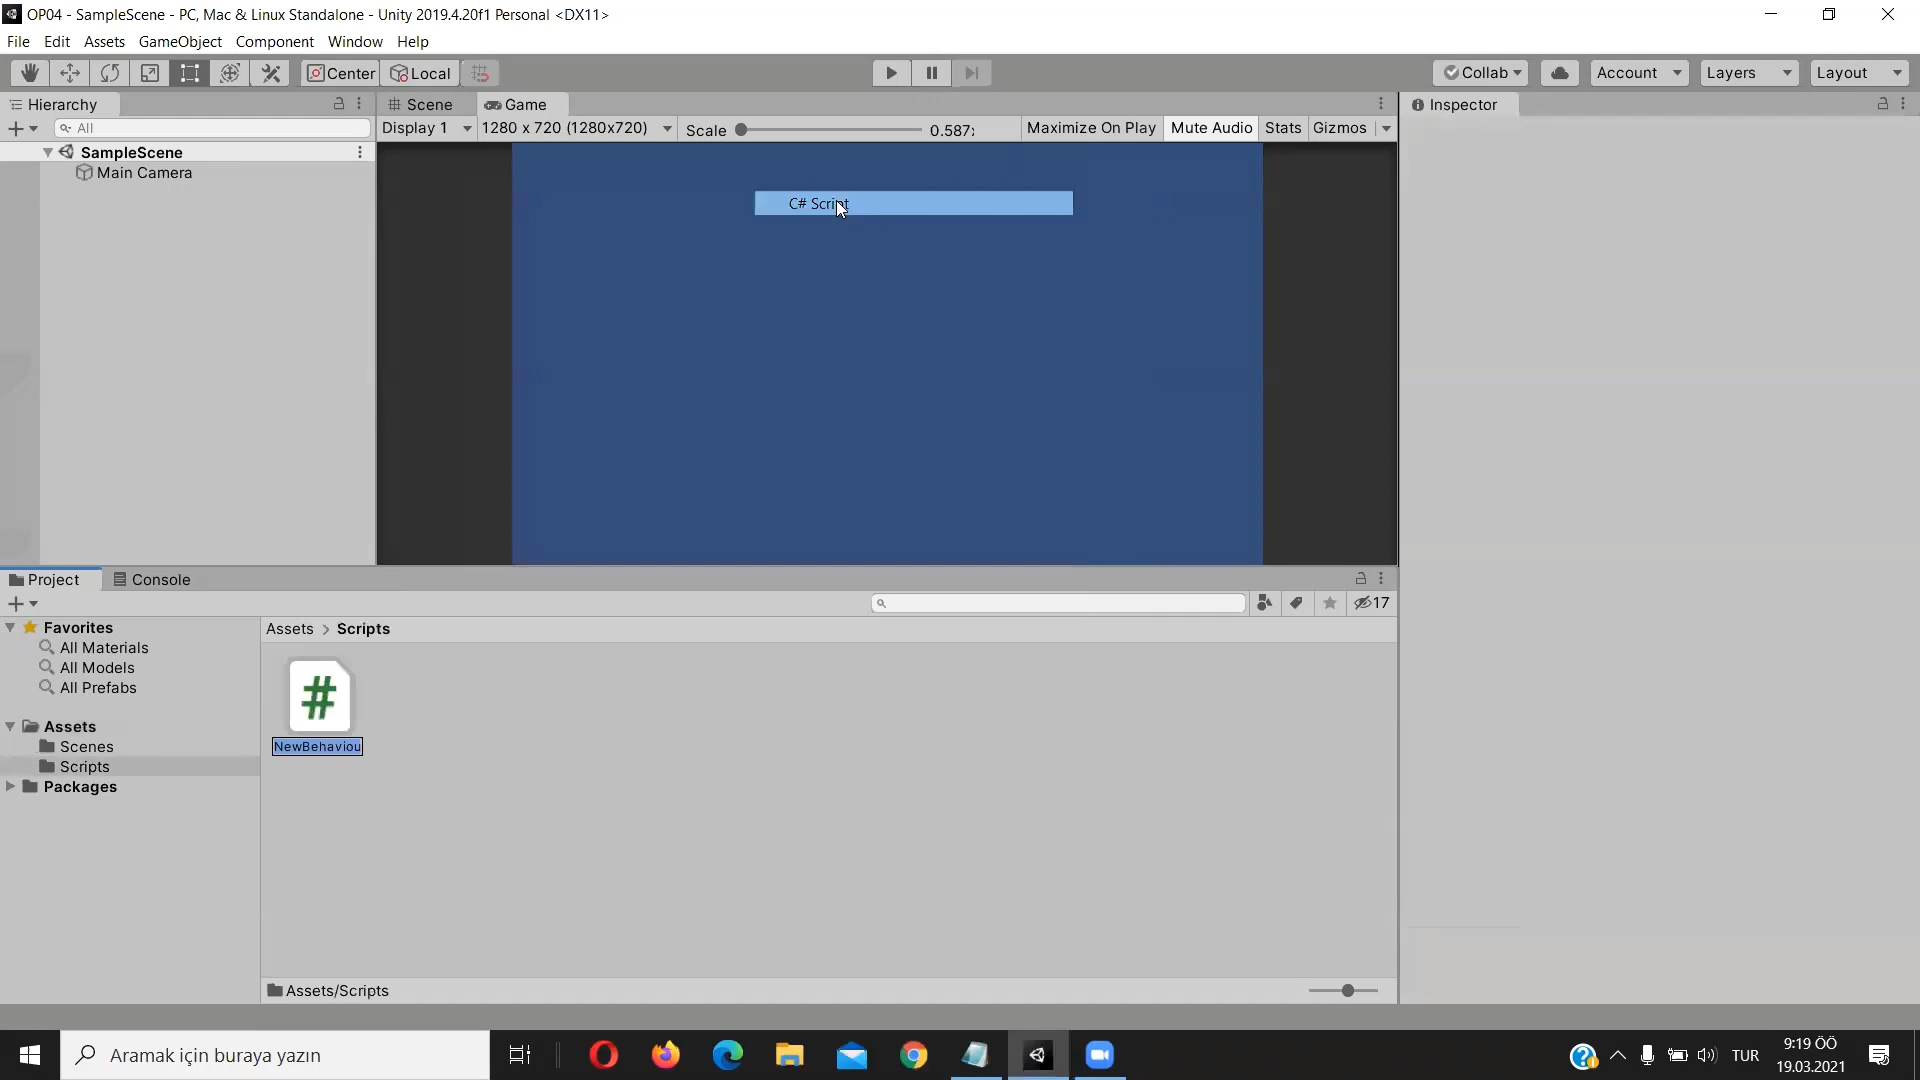 OP04 - SampleScene - PC, Mac & Linux Standalone - Unity 2019.4.20f1 Personal <DX11>
File Edit Assets GameObject Component Window Help
Center Local Collab Account Layers Layout
Hierarchy Scene Game Inspector
All Display 1 1280 x 720 (1280x720) Scale 0.587: Maximize On Play Mute Audio Stats Gizmos
SampleScene
Main Camera
C# Script
Project Console
17
Favorites
Assets > Scripts
All Materials
All Models
All Prefabs
Assets
Scenes
NewBehaviou
Scripts
Packages
Assets/Scripts
Aramak için buraya yazın
TUR
9:19 ÖÖ
19.03.2021